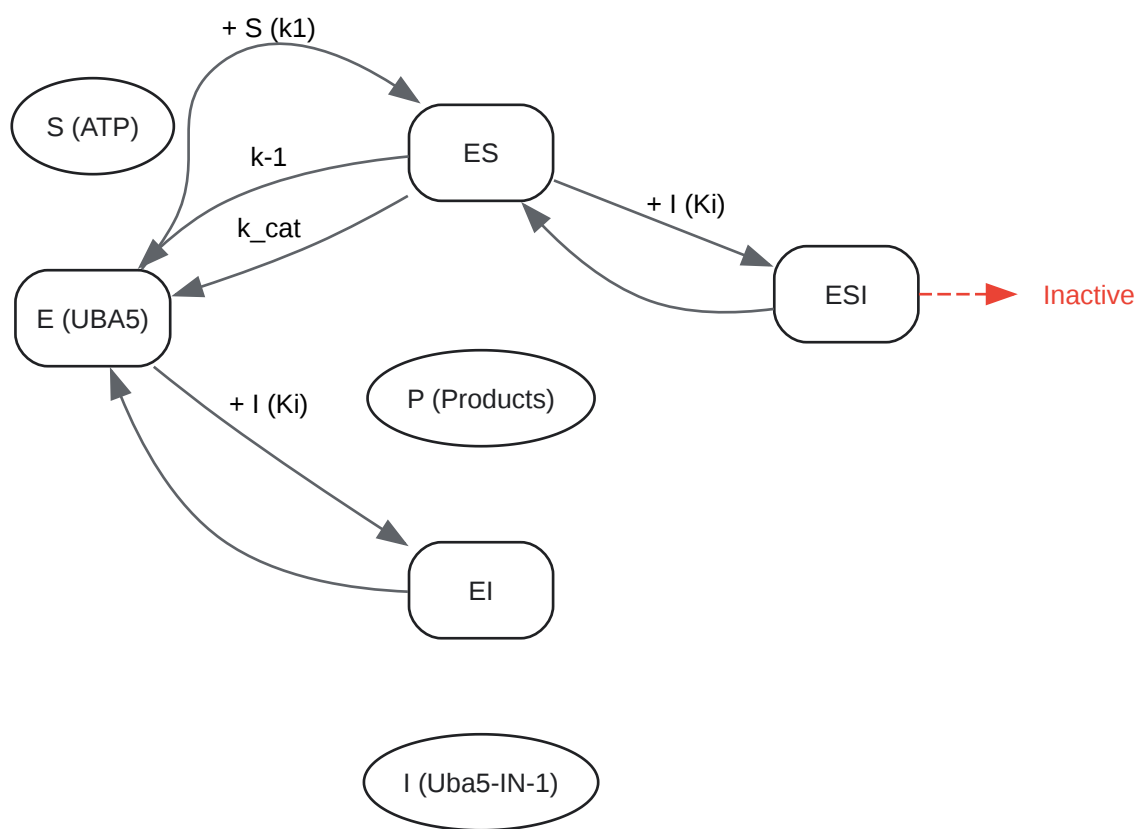 + S (k1)
S (ATP)
ES
k-1
+ I (Ki)
k_cat
ESI
Inactive
E (UBA5)
P (Products)
+ I (Ki)
EI
I (Uba5-IN-1)